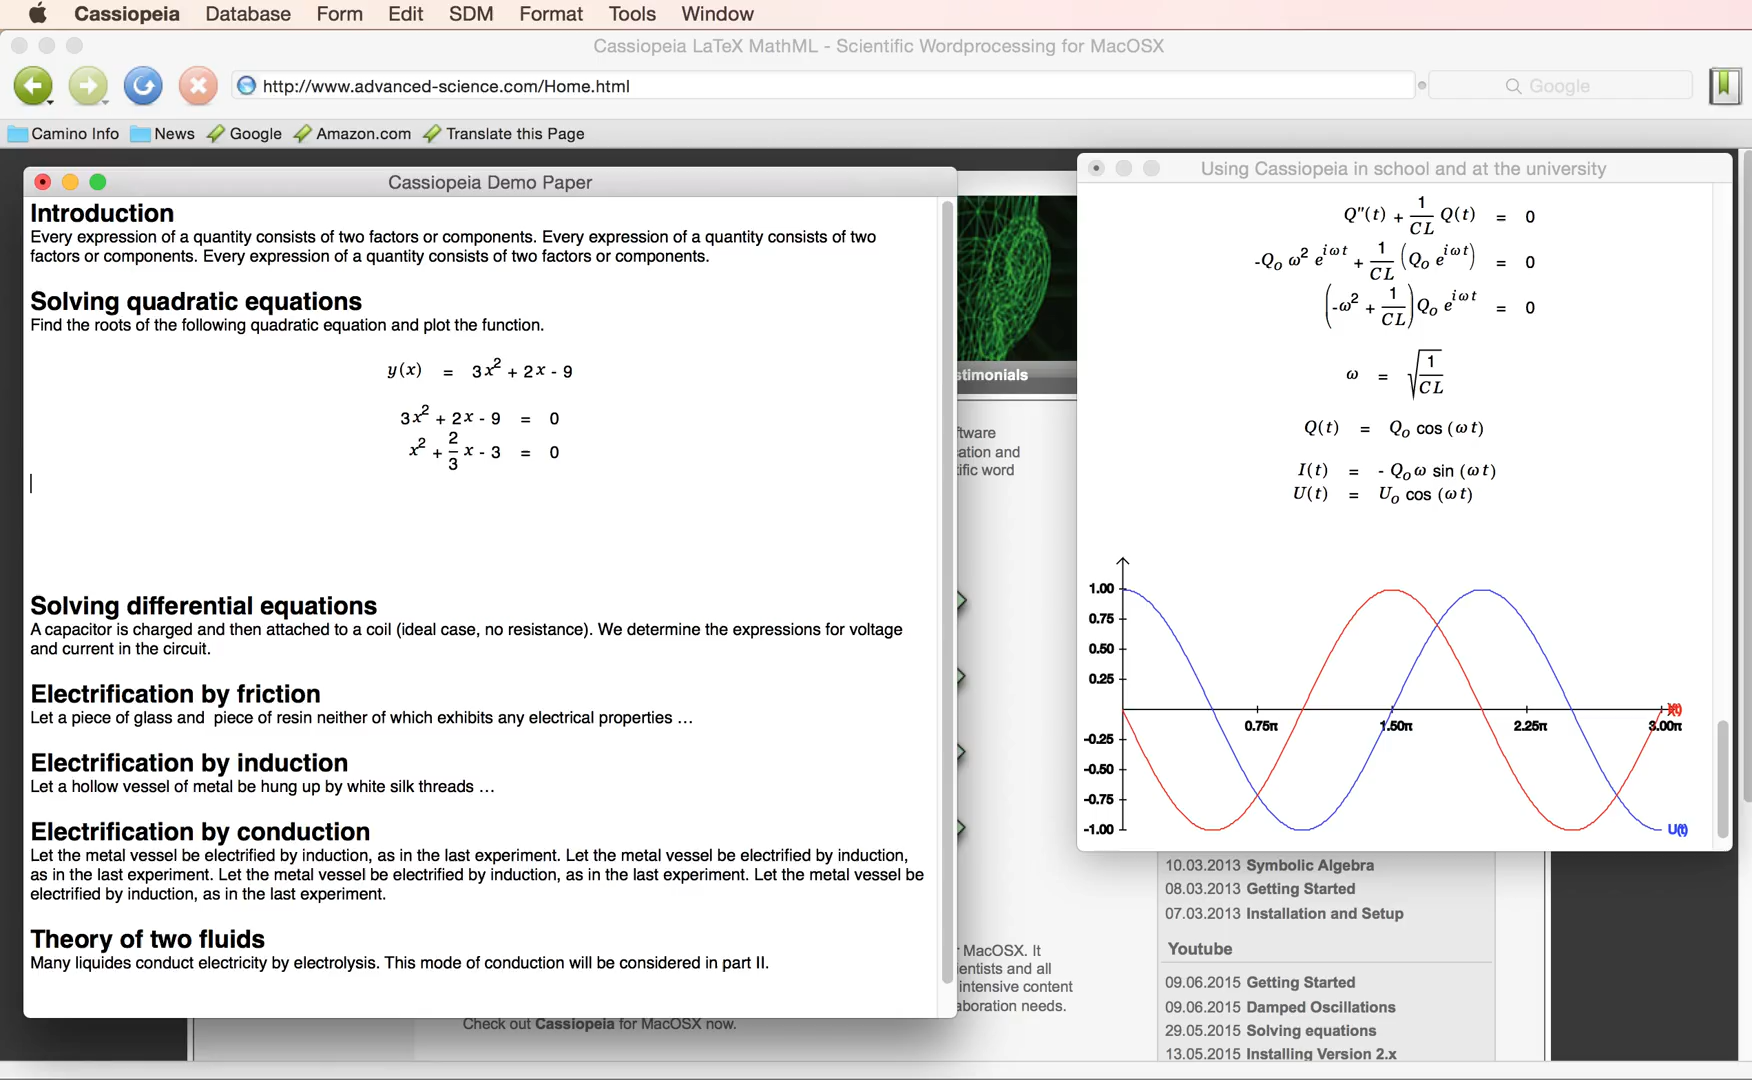 Cassiopeia Database Form Edit SDM Format Tools Window
Cassiopeia LaTeX MathML - Scientific Wordprocessing for MacOSX
http://www.advanced-science.com/Home.html
Google
Camino Info News Google Amazon.com Translate this Page
Cassiopeia Demo Paper
Introduction
Every expression of a quantity consists of two factors or components. Every expression of a quantity consists of two
factors or components. Every expression of a quantity consists of two factors or components.
Solving quadratic equations
Find the roots of the following quadratic equation and plot the function.
y(x) = 3x² + 2x - 9
3x² + 2x - 9 = 0
x² + 2/3 x - 3 = 0
Solving differential equations
A capacitor is charged and then attached to a coil (ideal case, no resistance). We determine the expressions for voltage
and current in the circuit.
Electrification by friction
Let a piece of glass and piece of resin neither of which exhibits any electrical properties ...
Electrification by induction
Let a hollow vessel of metal be hung up by white silk threads ...
Electrification by conduction
Let the metal vessel be electrified by induction, as in the last experiment. Let the metal vessel be electrified by induction,
as in the last experiment. Let the metal vessel be electrified by induction, as in the last experiment. Let the metal vessel be
electrified by induction, as in the last experiment.
Theory of two fluids
Many liquides conduct electricity by electrolysis. This mode of conduction will be considered in part II.
Using Cassiopeia in school and at the university
Q"(t) + 1/CL Q(t) = 0
-Qo ω² e^iωt + 1/CL (Qo e^iωt) = 0
(-ω² + 1/CL) Qo e^iωt = 0
ω = √(1/CL)
Q(t) = Qo cos (ωt)
I(t) = - Qo ω sin (ωt)
U(t) = Uo cos (ωt)
1.00
0.75
0.50
0.25
-0.25
-0.50
-0.75
-1.00
0.75π 1.50π 2.25π 3.00π
U(t)
stimonials
ftware
ation and
ific word
MacOSX. It
entists and all
intensive content
aboration needs.
Check out Cassiopeia for MacOSX now.
10.03.2013 Symbolic Algebra
08.03.2013 Getting Started
07.03.2013 Installation and Setup
Youtube
09.06.2015 Getting Started
09.06.2015 Damped Oscillations
29.05.2015 Solving equations
13.05.2015 Installing Version 2.x